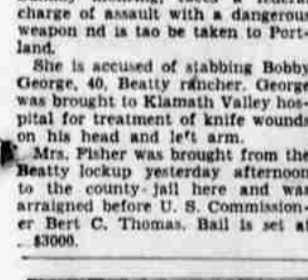 charge of assault with a dangerous
weapon nd is tao be taken to Port-
land.
She is accused of stabbing Bobby
George, 40, Beatty rancher. George
was brought to Klamath Valley hos-
pital for treatment of knife wounds
on his head and left arm.
Mrs. Fisher was brought from the
Beatty lockup yesterday afternoon
to the county jail here and was
arraigned before U. S. Commission-
er Bert C. Thomas. Bail is set at
$3000.